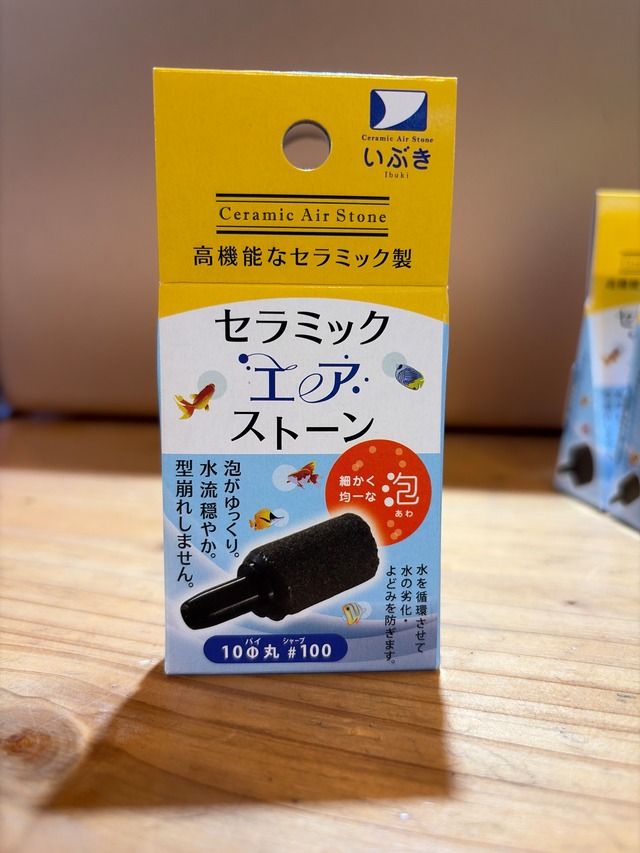 Ceramic Air Stone
いぶき
Ibuki
Ceramic Air Stone
高機能なセラミック製
セラミック
エア
ストーン
細かく
均一な
泡
あわ
泡がゆっくり。
水流穏やか。
型崩れしません。
水を循環させて
水の劣化・
よどみを防ぎます。
パイ シャープ
10Φ丸 #100